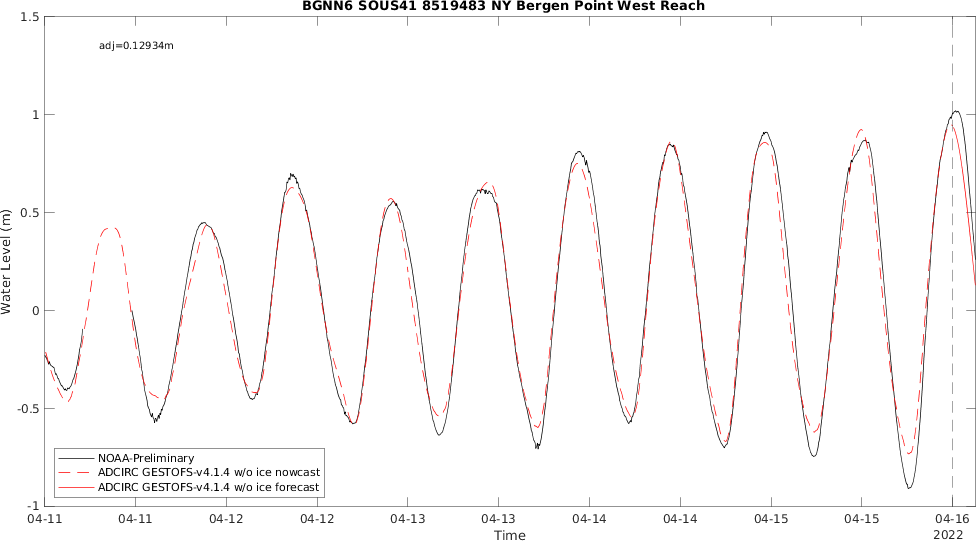 BGNN6 SOUS41 8519483 NY Bergen Point West Reach
1.5
adj=0.12934m
1
0.5
Water Level (m)
0
-0.5
NOAA-Preliminary
ADCIRC GESTOFS-v4.1.4 w/o ice nowcast
ADCIRC GESTOFS-v4.1.4 w/o ice forecast
-1
04-11 04-11 04-12 04-12 04-13 04-13 04-14 04-14 04-15 04-15 04-16
Time 2022